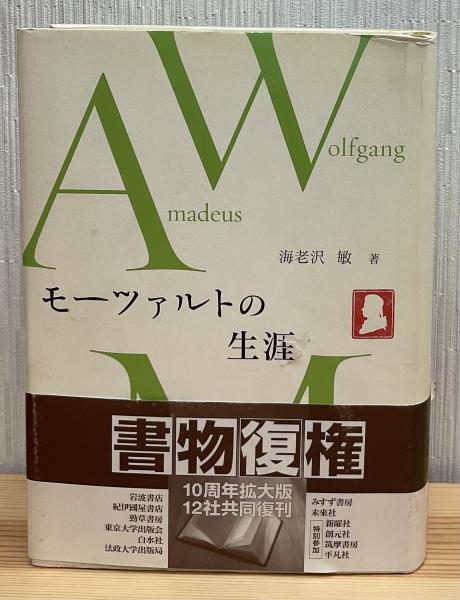 Wolfgang
Amadeus
海老沢 敏 著
モーツァルトの
生涯
M
書物復権
10周年拡大版
12社共同復刊
岩波書店
紀伊國屋書店
勁草書房
東京大学出版会
白水社
法政大学出版局
みすず書房
未来社
特別参加
新曜社
創元社
筑摩書房
平凡社